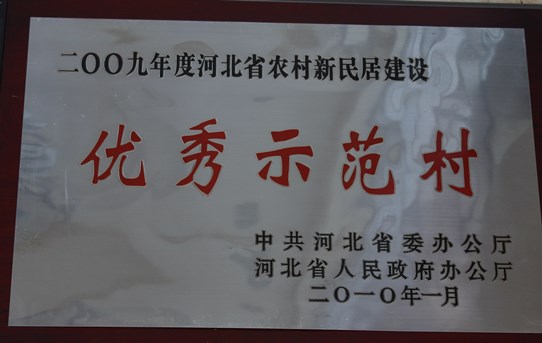 二〇〇九年度河北省农村新民居建设
优秀示范村
中共河北省委办公厅
河北省人民政府办公厅
二〇一〇年一月